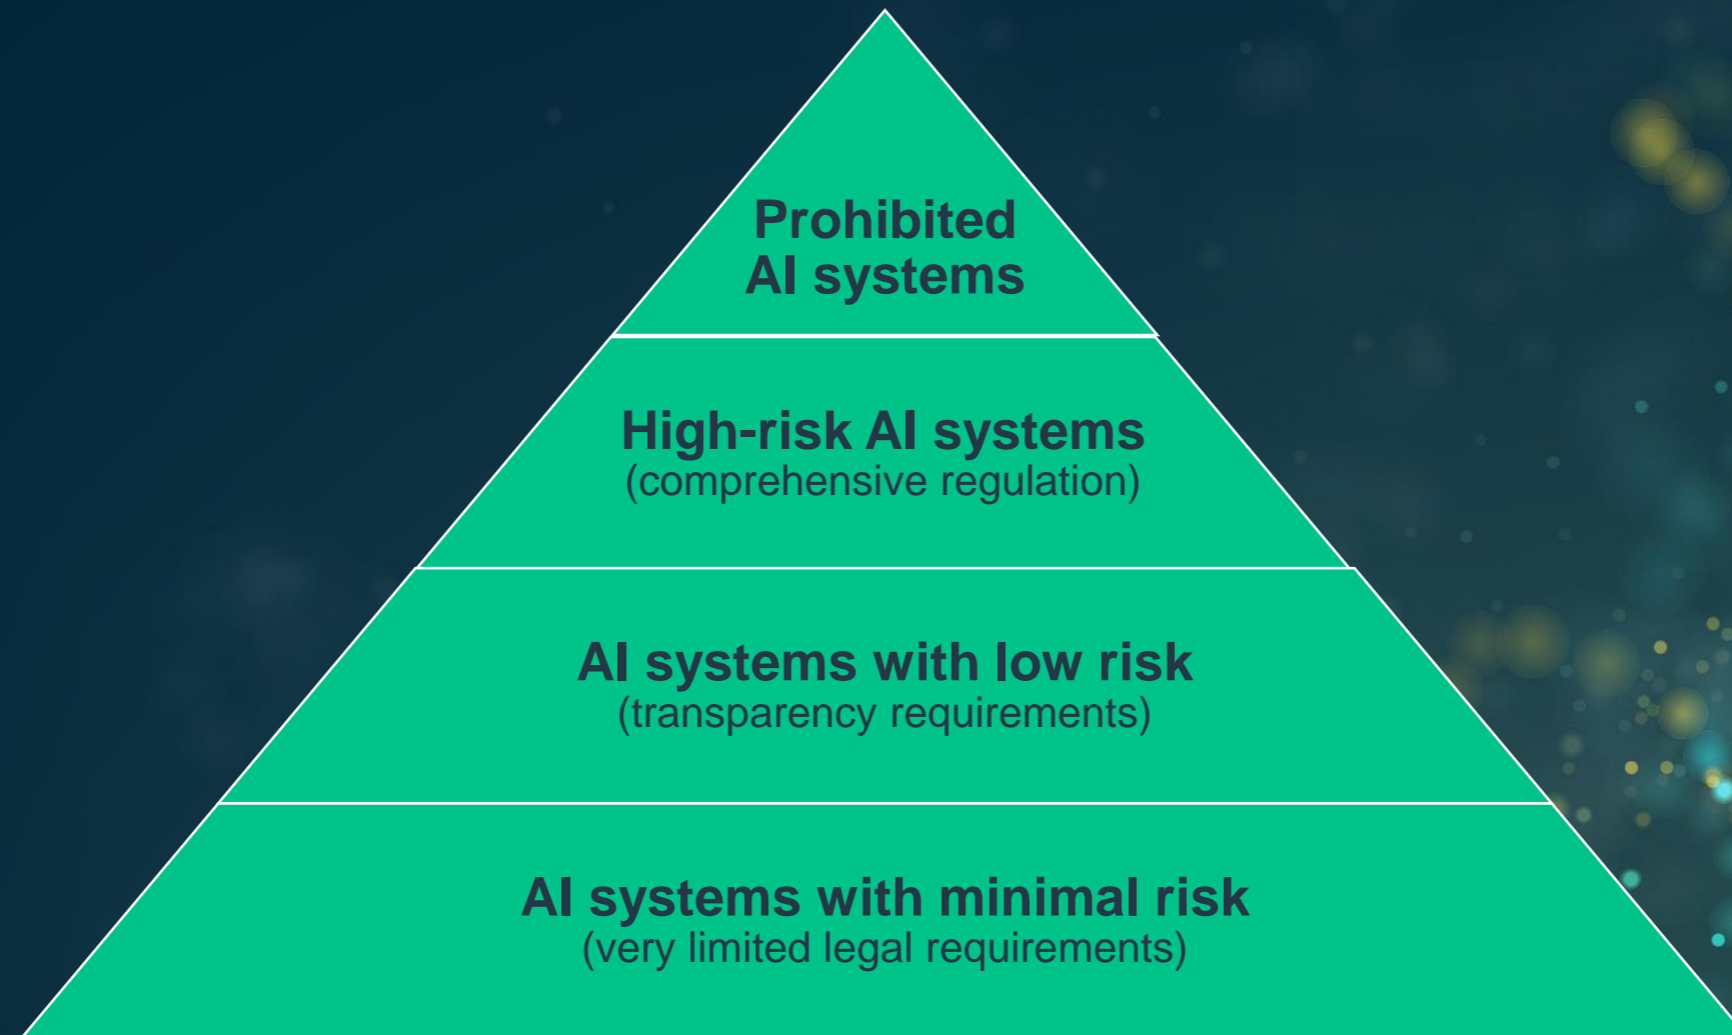 Prohibited
AI systems
High-risk AI systems
(comprehensive regulation)
AI systems with low risk
(transparency requirements)
AI systems with minimal risk
(very limited legal requirements)